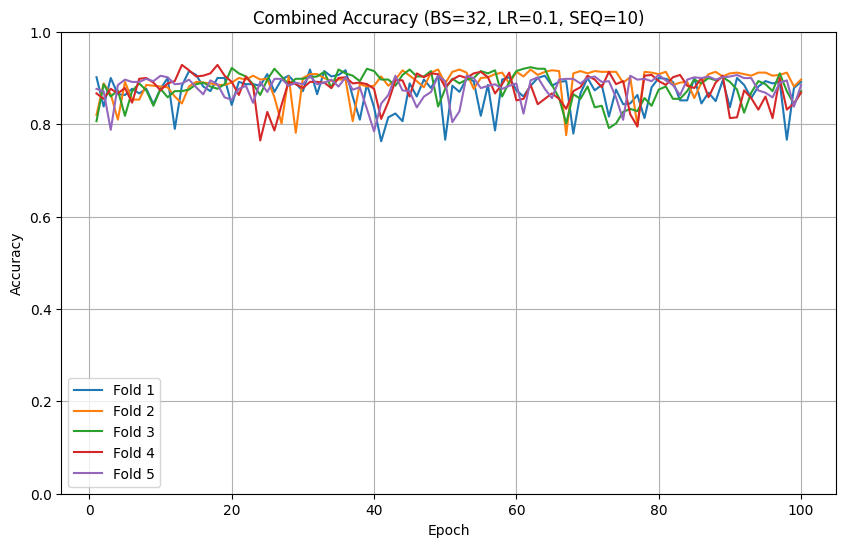 Combined Accuracy (BS=32, LR=0.1, SEQ=10)
Accuracy
1.0
0.8
0.6
0.4
0.2
0.0
Fold 1
Fold 2
Fold 3
Fold 4
Fold 5
0 20 40 60 80 100
Epoch